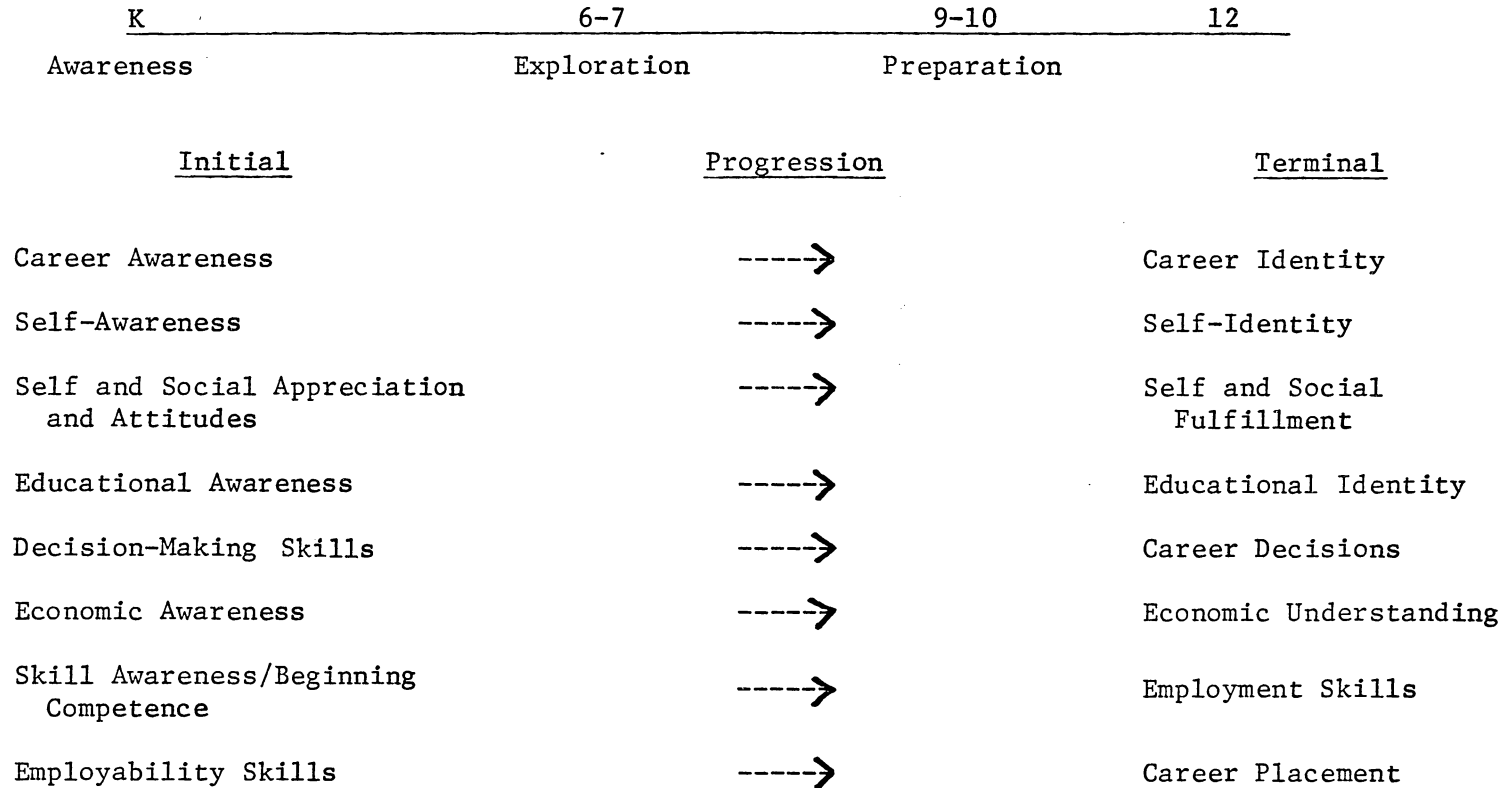 K 6-7 9-10 12
Awareness Exploration Preparation
Initial Progression Terminal
Career Awareness -----> Career Identity
Self-Awareness -----> Self-Identity
Self and Social Appreciation -----> Self and Social
and Attitudes Fulfillment
Educational Awareness -----> Educational Identity
Decision-Making Skills -----> Career Decisions
Economic Awareness -----> Economic Understanding
Skill Awareness/Beginning -----> Employment Skills
Competence
Employability Skills -----> Career Placement